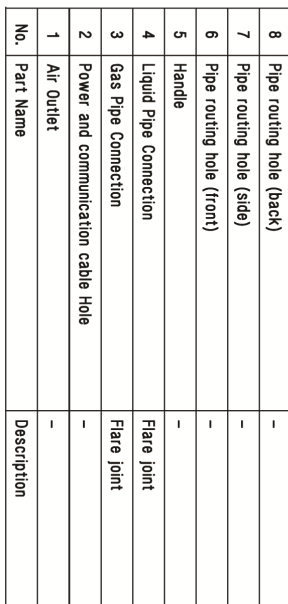 8 Pipe routing hole (back) -
7 Pipe routing hole (side) -
6 Pipe routing hole (front) -
5 Handle -
4 Liquid Pipe Connection Flare joint
3 Gas Pipe Connection Flare joint
2 Power and communication cable Hole -
1 Air Outlet -
No. Part Name Description